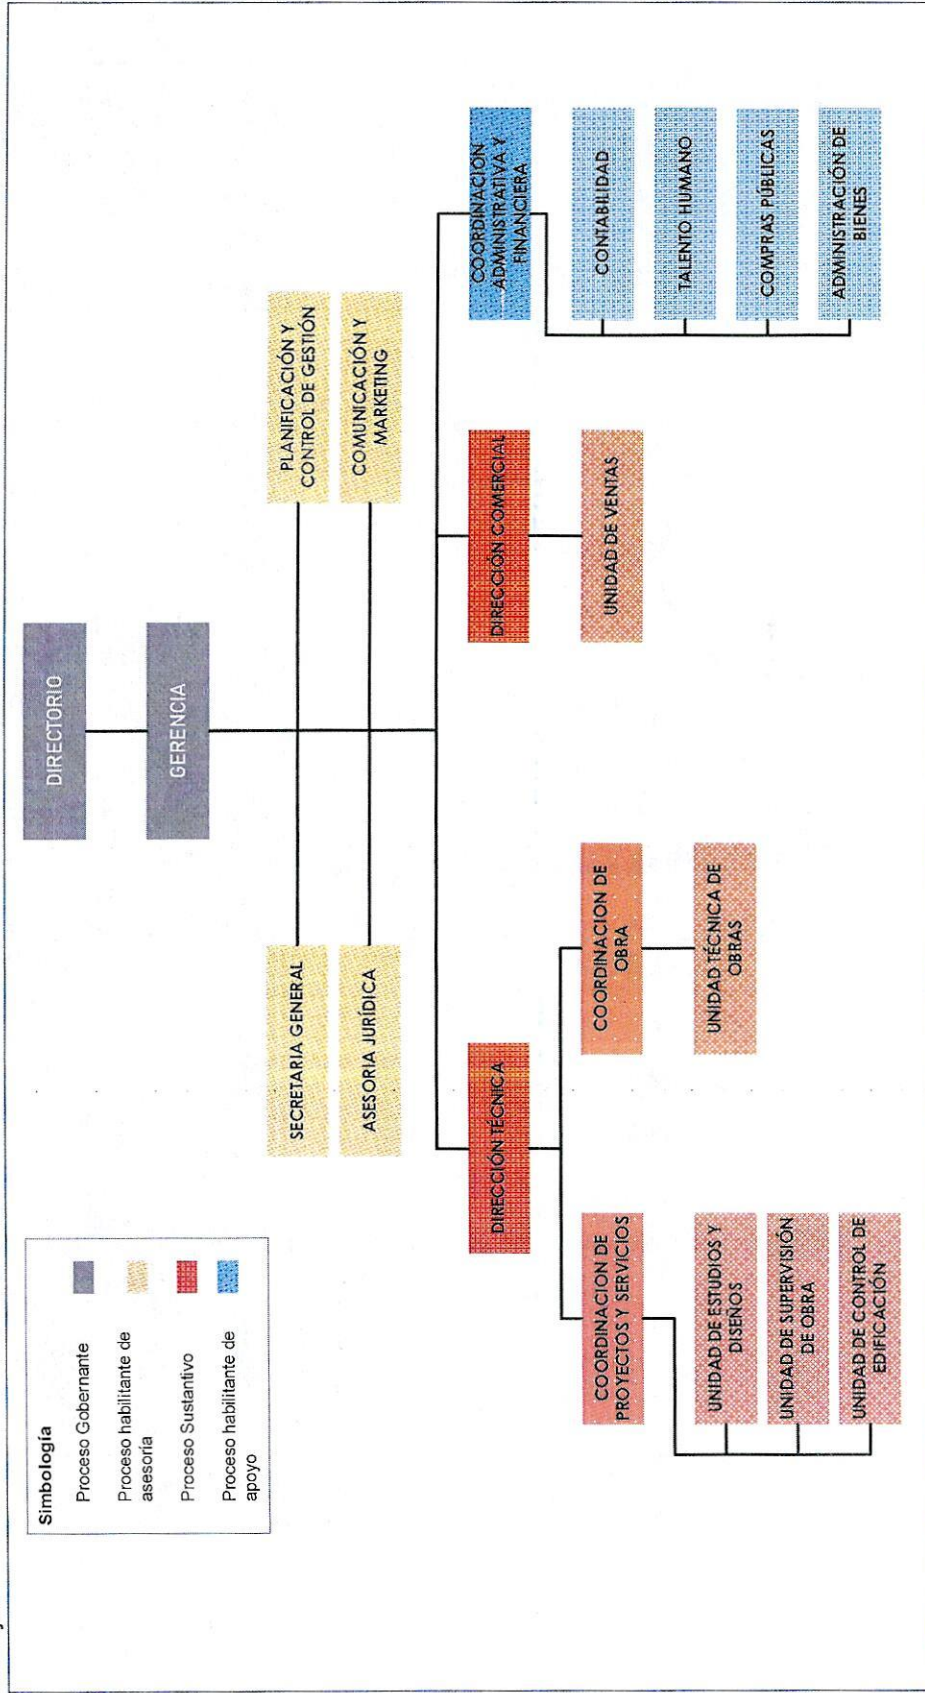 DIRECTORIO
GERENCIA
Simbología
Proceso Gobernante
Proceso habilitante de
asesoría
Proceso Sustantivo
Proceso habilitante de
apoyo
SECRETARIA GENERAL
PLANIFICACIÓN Y
CONTROL DE GESTIÓN
ASESORIA JURÍDICA
COMUNICACIÓN Y
MARKETING
DIRECCIÓN TÉCNICA
DIRECCIÓN COMERCIAL
COORDINACIÓN
ADMINISTRATIVA Y
FINANCIERA
COORDINACION DE
PROYECTOS Y SERVICIOS
UNIDAD DE ESTUDIOS Y
DISEÑOS
UNIDAD DE SUPERVISIÓN
DE OBRA
UNIDAD DE CONTROL DE
EDIFICACIÓN
COORDINACION DE
OBRA
UNIDAD TÉCNICA DE
OBRAS
UNIDAD DE VENTAS
CONTABILIDAD
TALENTO HUMANO
COMPRAS PÚBLICAS
ADMINISTRACIÓN DE
BIENES